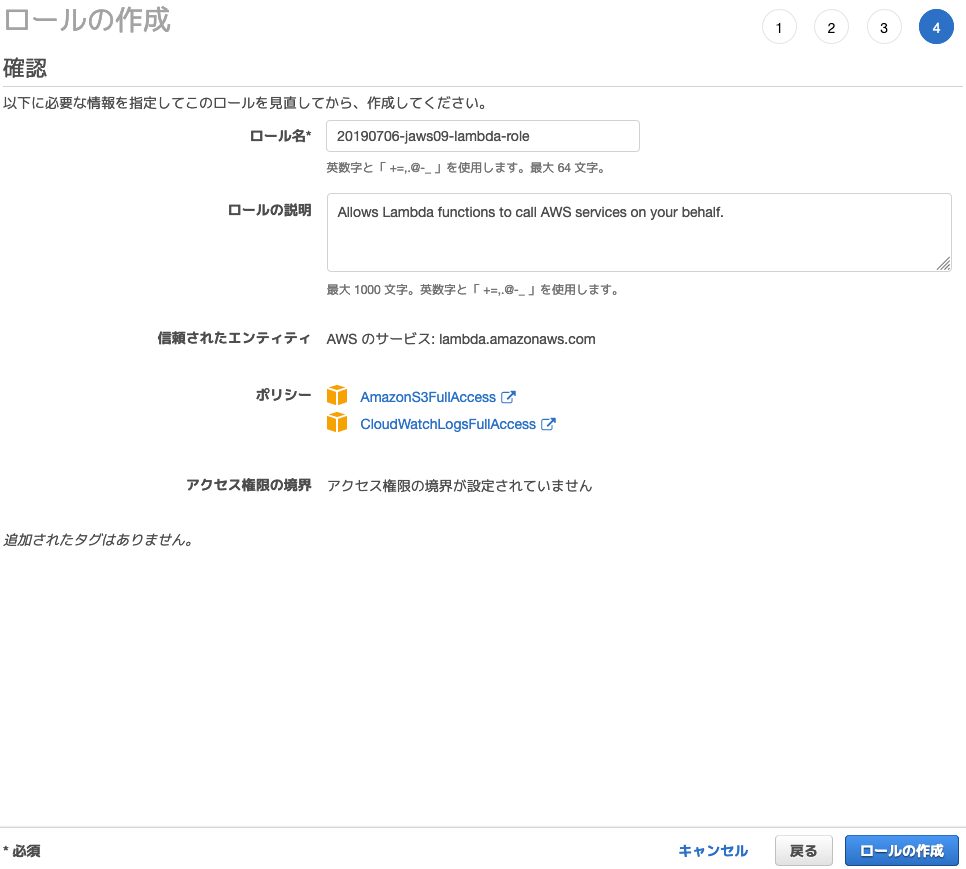 ロールの作成
1 2 3 4
確認
以下に必要な情報を指定してこのロールを見直してから、作成してください。
ロール名* 20190706-jaws09-lambda-role
英数字と「 +=,.@-_ 」を使用します。最大 64 文字。
ロールの説明 Allows Lambda functions to call AWS services on your behalf.
最大 1000 文字。英数字と「 +=,.@-_ 」を使用します。
信頼されたエンティティ AWS のサービス: lambda.amazonaws.com
ポリシー AmazonS3FullAccess
CloudWatchLogsFullAccess
アクセス権限の境界 アクセス権限の境界が設定されていません
追加されたタグはありません。
* 必須 キャンセル 戻る ロールの作成